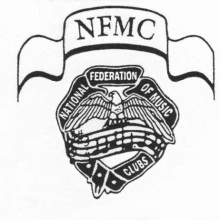 NFMC
NATIONAL FEDERATION OF MUSIC
CLUBS